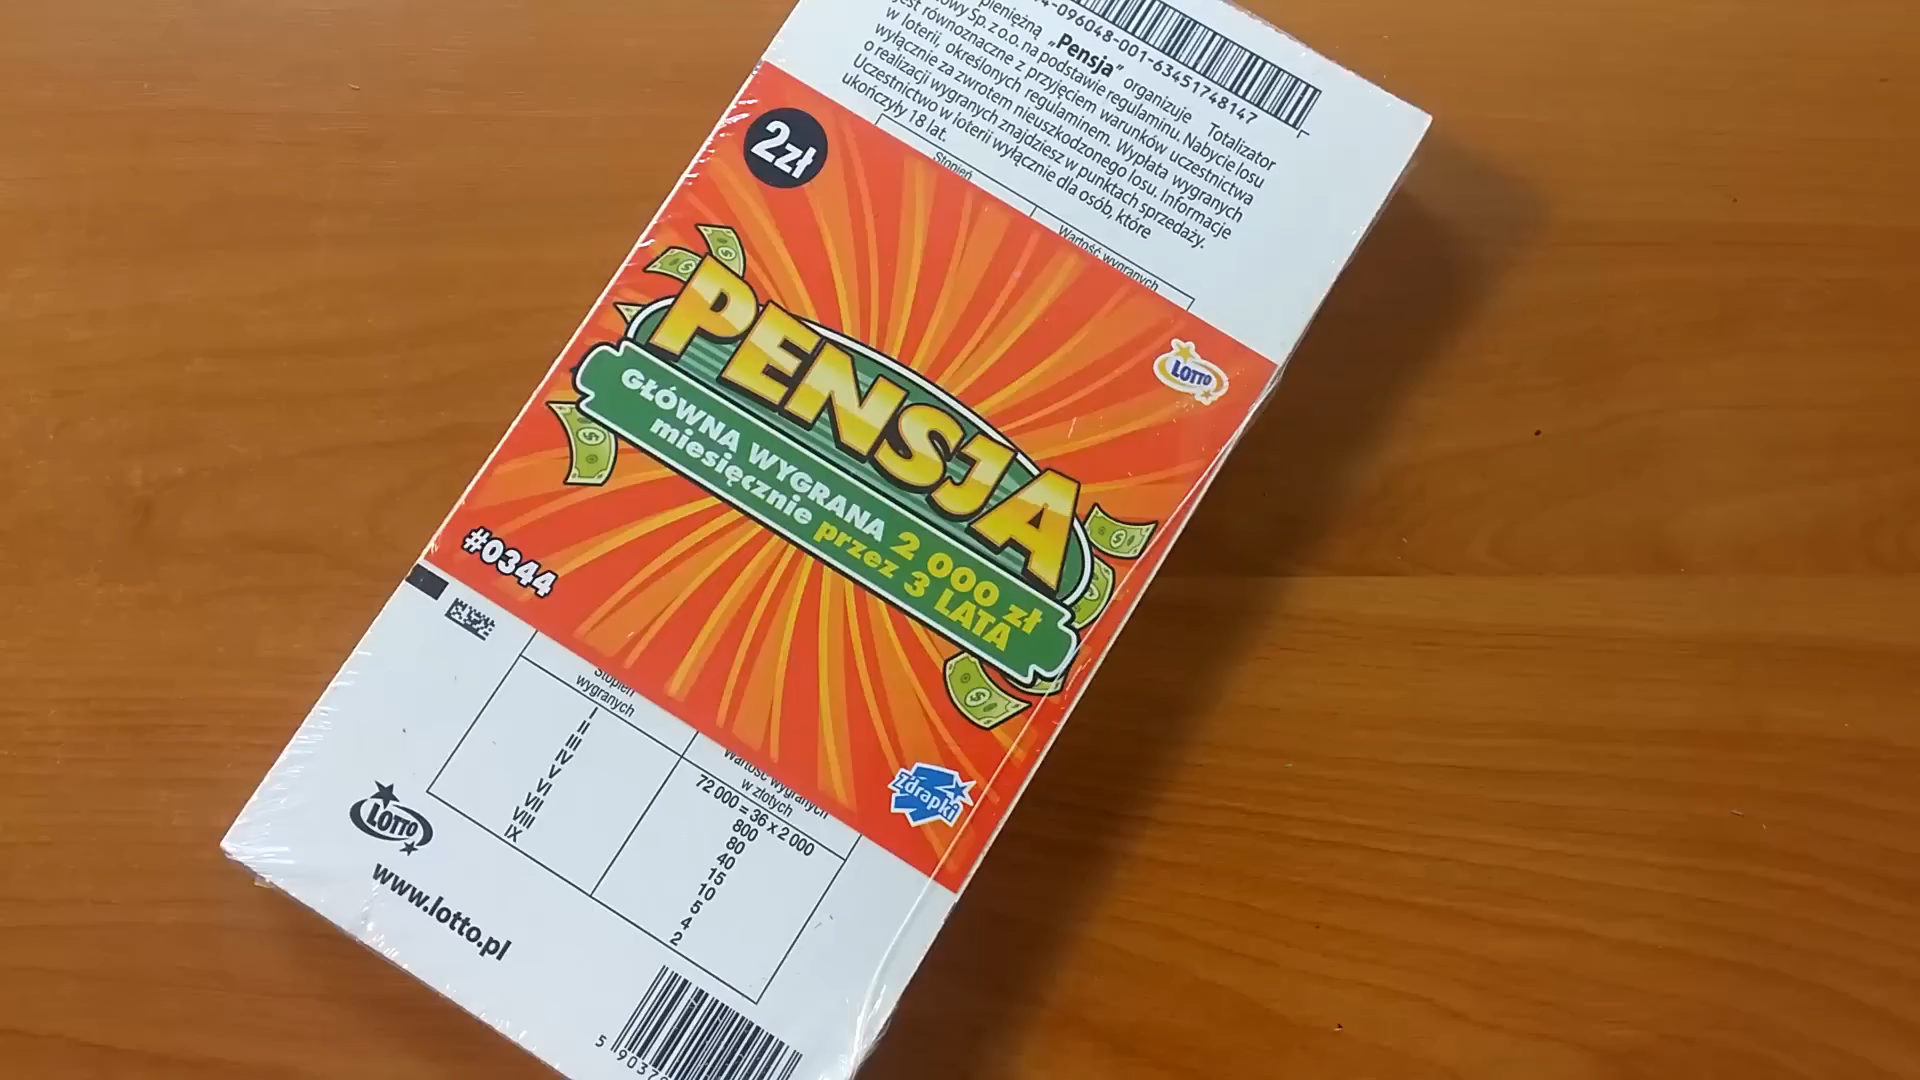 4-096048-001-63451748147
pieniężną „Pensja” organizuje Totalizator
Sp. z o.o. na podstawie regulaminu. Nabycie losu
jest równoznaczne z przyjęciem warunków uczestnictwa
w loterii, określonych regulaminem. Wypłata wygranych
wyłącznie za zwrotem nieuszkodzonego losu. Informacje
o realizacji wygranych znajdziesz w punktach sprzedaży.
Uczestnictwo w loterii wyłącznie dla osób, które
ukończyły 18 lat.
Stopień
Wartość wygranych
2zł
LOTTO
PENSJA
GŁÓWNA WYGRANA 2 000 zł
miesięcznie przez 3 LATA
#0344
Zdrapki
Stopień
wygranych
Wartość wygranych
w złotych
I 72 000 = 36 x 2 000
II 800
III 80
IV 40
V 15
VI 10
VII 5
VIII 4
IX 2
LOTTO
www.lotto.pl
5 9037